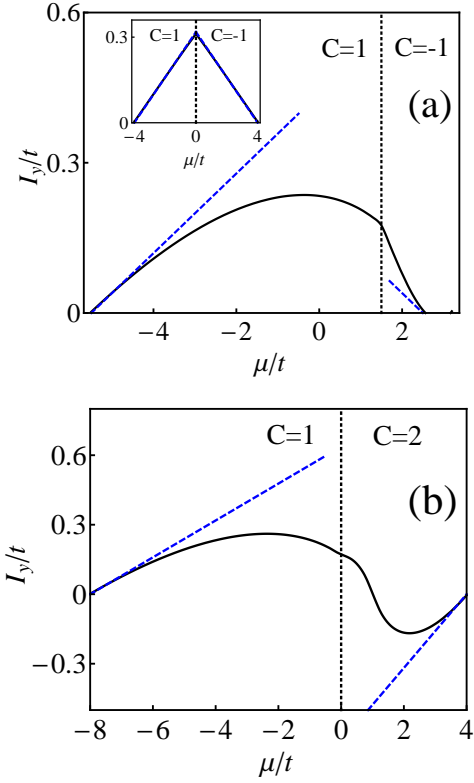 0.6
C=1 C=-1
0.3
0
−4 0 4
μ/t
C=1 C=-1
(a)
I_y/t
0.3
0
−4 −2 0 2
μ/t
C=1 C=2
0.6
(b)
I_y/t
0.3
0
−0.3
−8 −6 −4 −2 0 2 4
μ/t